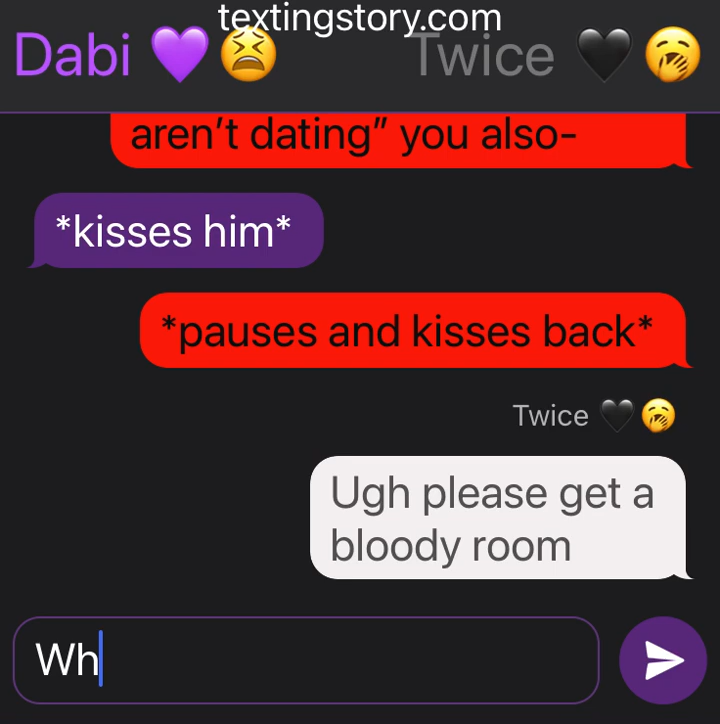 textingstory.com
Dabi 💜😫 Twice 🖤🥱
aren’t dating” you also-
*kisses him*
*pauses and kisses back*
Twice 🖤🥱
Ugh please get a
bloody room
Wh